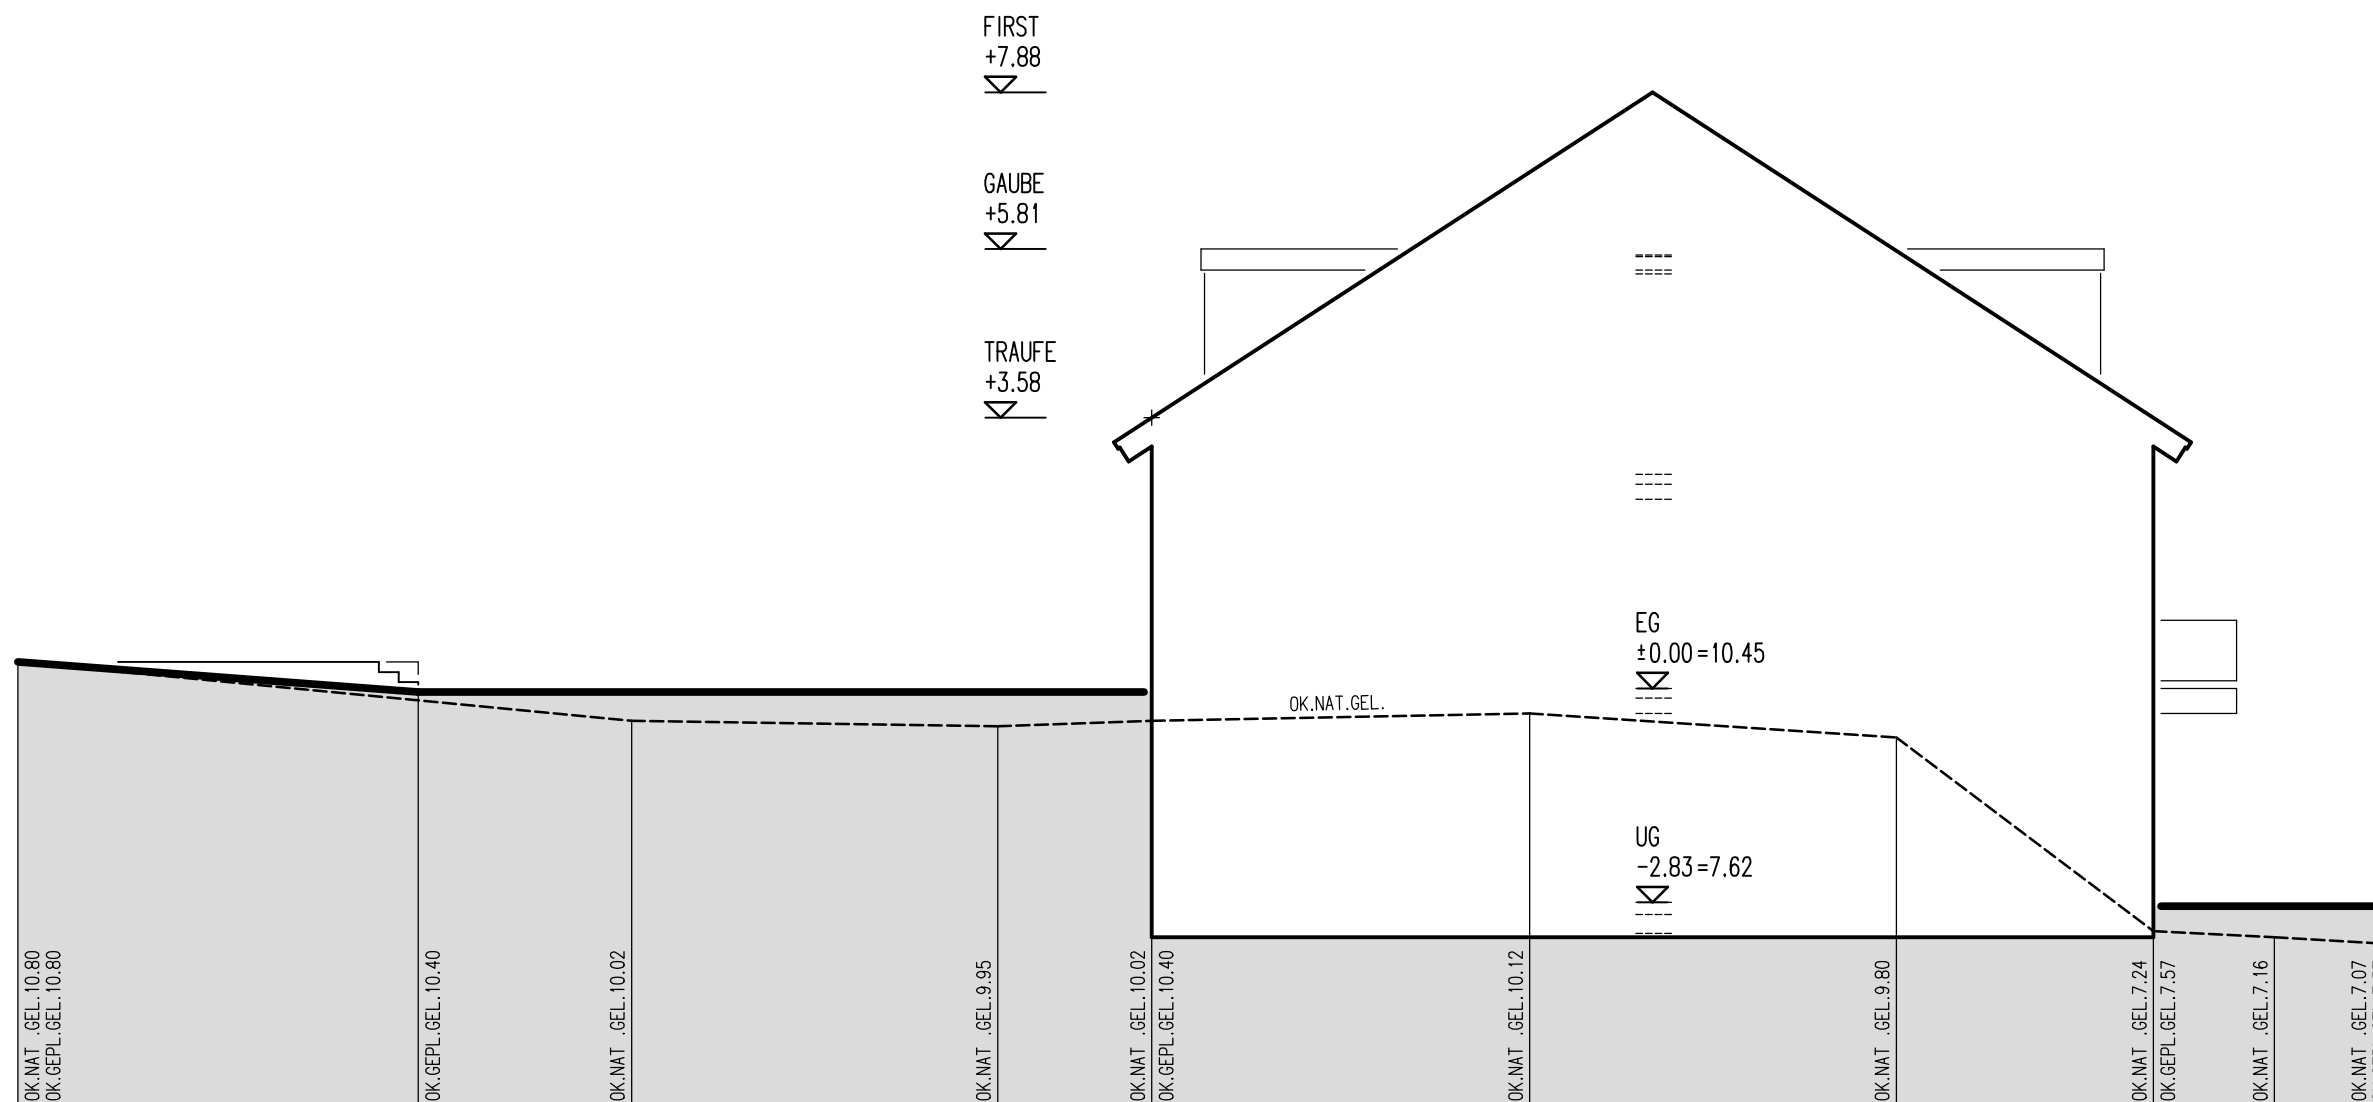 FIRST
+7.88
GAUBE
+5.81
TRAUFE
+3.58
EG
±0.00=10.45
OK.NAT.GEL.
UG
-2.83=7.62
OK.NAT .GEL.10.80
OK.GEPL.GEL.10.80
OK.GEPL.GEL.10.40
OK.NAT .GEL.10.02
OK.NAT .GEL.9.95
OK.NAT .GEL.10.02
OK.GEPL.GEL.10.40
OK.NAT .GEL.10.12
OK.NAT .GEL.9.80
OK.NAT .GEL.7.24
OK.GEPL.GEL.7.57
OK.NAT .GEL.7.16
OK.NAT .GEL.7.07